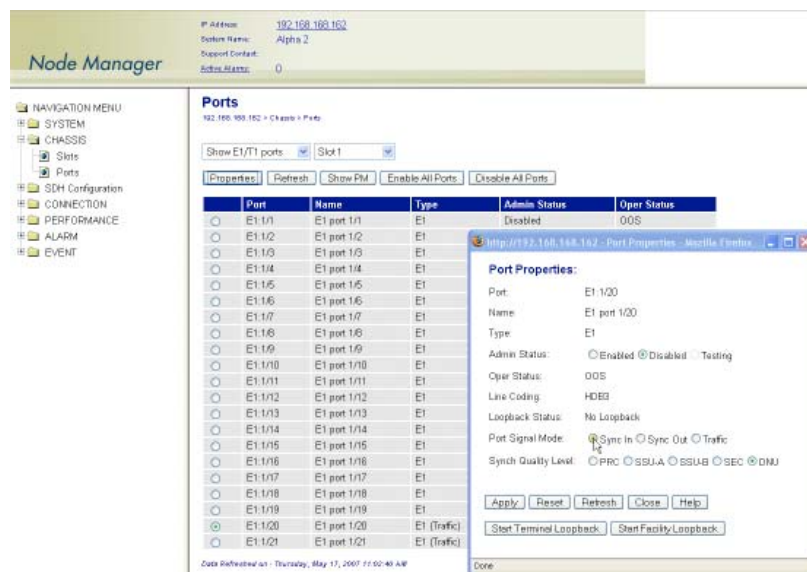 Node Manager
IP Address: 192.168.168.162
System Name: Alpha 2
Support Contact:
Active Alarms: 0
NAVIGATION MENU
SYSTEM
CHASSIS
Slots
Ports
SDH Configuration
CONNECTION
PERFORMANCE
ALARM
EVENT
Ports
192.168.168.162 > Chassis > Ports
Show E1/T1 ports Slot 1
Properties Refresh Show PM Enable All Ports Disable All Ports
Port Name Type Admin Status Oper Status
E1:1/1 E1 port 1/1 E1 Disabled OOS
E1:1/2 E1 port 1/2 E1
E1:1/3 E1 port 1/3 E1
E1:1/4 E1 port 1/4 E1
E1:1/5 E1 port 1/5 E1
E1:1/6 E1 port 1/6 E1
E1:1/7 E1 port 1/7 E1
E1:1/8 E1 port 1/8 E1
E1:1/9 E1 port 1/9 E1
E1:1/10 E1 port 1/10 E1
E1:1/11 E1 port 1/11 E1
E1:1/12 E1 port 1/12 E1
E1:1/13 E1 port 1/13 E1
E1:1/14 E1 port 1/14 E1
E1:1/15 E1 port 1/15 E1
E1:1/16 E1 port 1/16 E1
E1:1/17 E1 port 1/17 E1
E1:1/18 E1 port 1/18 E1
E1:1/19 E1 port 1/19 E1
E1:1/20 E1 port 1/20 E1 (Traffic)
E1:1/21 E1 port 1/21 E1 (Traffic)
Data Refreshed on - Thursday, May 17, 2007 11:02:40 AM
http://192.168.168.162 - Port Properties - Mozilla Firefox
Port Properties:
Port: E1:1/20
Name: E1 port 1/20
Type: E1
Admin Status: Enabled Disabled Testing
Oper Status: OOS
Line Coding: HDB3
Loopback Status: No Loopback
Port Signal Mode: Sync In Sync Out Traffic
Synch Quality Level: PRC SSU-A SSU-B SEC DNU
Apply Reset Refresh Close Help
Start Terminal Loopback Start Facility Loopback
Done